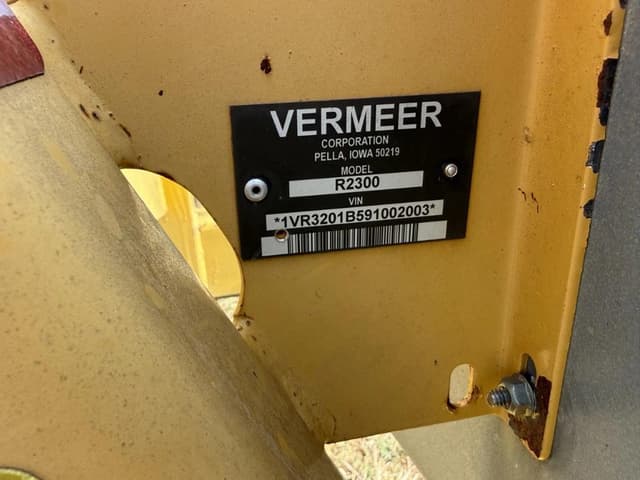 VERMEER
CORPORATION
PELLA, IOWA 50219
MODEL
R2300
VIN
*1VR3201B591002003*